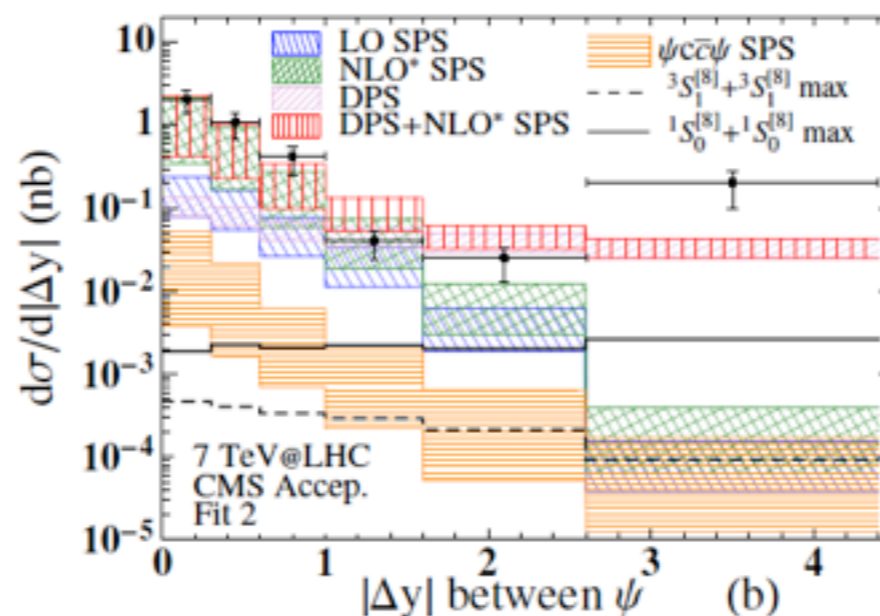 10
1
10⁻¹
10⁻²
10⁻³
10⁻⁴
10⁻⁵
dσ/d|Δy| (nb)
LO SPS
NLO* SPS
DPS
DPS+NLO* SPS
ψcc̄ψ SPS
³S₁^[8]+³S₁^[8] max
¹S₀^[8]+¹S₀^[8] max
7 TeV@LHC
CMS Accep.
Fit 2
0 1 2 3 4
|Δy| between ψ (b)